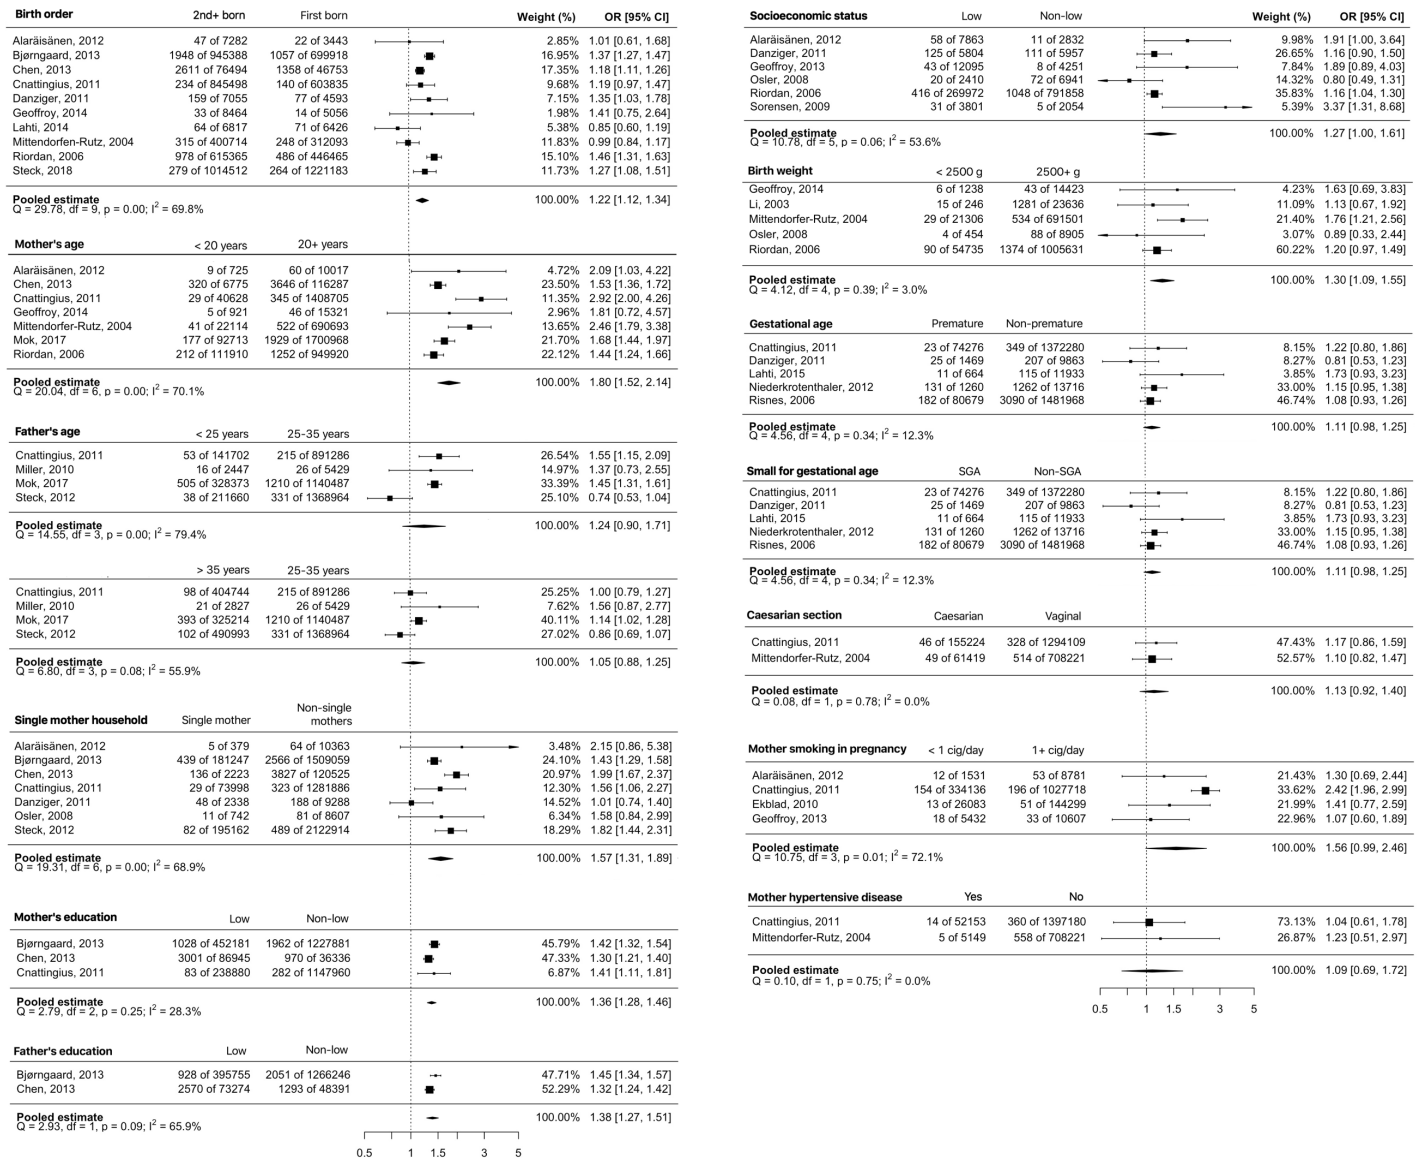 Birth order 2nd+ born First born Weight (%) OR [95% CI]
Alaräisänen, 2012 47 of 7282 22 of 3443 2.85% 1.01 [0.61, 1.68]
Bjørngaard, 2013 1948 of 945388 1057 of 699918 16.95% 1.37 [1.27, 1.47]
Chen, 2013 2611 of 76494 1358 of 46753 17.35% 1.18 [1.11, 1.26]
Cnattingius, 2011 234 of 845498 140 of 603835 9.68% 1.19 [0.97, 1.47]
Danziger, 2011 159 of 7055 77 of 4593 7.15% 1.35 [1.03, 1.78]
Geoffroy, 2014 33 of 8464 14 of 5056 1.98% 1.41 [0.75, 2.64]
Lahti, 2014 64 of 6817 71 of 6426 5.38% 0.85 [0.60, 1.19]
Mittendorfen-Rutz, 2004 315 of 400714 248 of 312093 11.83% 0.99 [0.84, 1.17]
Riordan, 2006 978 of 615365 486 of 446465 15.10% 1.46 [1.31, 1.63]
Steck, 2018 279 of 1014512 264 of 1221183 11.73% 1.27 [1.08, 1.51]
Pooled estimate 100.00% 1.22 [1.12, 1.34]
Q = 29.78, df = 9, p = 0.00; I² = 69.8%
Mother's age < 20 years 20+ years
Alaräisänen, 2012 9 of 725 60 of 10017 4.72% 2.09 [1.03, 4.22]
Chen, 2013 320 of 6775 3646 of 116287 23.50% 1.53 [1.36, 1.72]
Cnattingius, 2011 29 of 40628 345 of 1408705 11.35% 2.92 [2.00, 4.26]
Geoffroy, 2014 5 of 921 46 of 15321 2.96% 1.81 [0.72, 4.57]
Mittendorfer-Rutz, 2004 41 of 22114 522 of 690693 13.65% 2.46 [1.79, 3.38]
Mok, 2017 177 of 92713 1929 of 1700968 21.70% 1.68 [1.44, 1.97]
Riordan, 2006 212 of 111910 1252 of 949920 22.12% 1.44 [1.24, 1.66]
Pooled estimate 100.00% 1.80 [1.52, 2.14]
Q = 20.04, df = 6, p = 0.00; I² = 70.1%
Father's age < 25 years 25-35 years
Cnattingius, 2011 53 of 141702 215 of 891286 26.54% 1.55 [1.15, 2.09]
Miller, 2010 16 of 2447 26 of 5429 14.97% 1.37 [0.73, 2.55]
Mok, 2017 505 of 328373 1210 of 1140487 33.39% 1.45 [1.31, 1.61]
Steck, 2012 38 of 211660 331 of 1368964 25.10% 0.74 [0.53, 1.04]
Pooled estimate 100.00% 1.24 [0.90, 1.71]
Q = 14.55, df = 3, p = 0.00; I² = 79.4%
> 35 years 25-35 years
Cnattingius, 2011 98 of 404744 215 of 891286 25.25% 1.00 [0.79, 1.27]
Miller, 2010 21 of 2827 26 of 5429 7.62% 1.56 [0.87, 2.77]
Mok, 2017 393 of 325214 1210 of 1140487 40.11% 1.14 [1.02, 1.28]
Steck, 2012 102 of 490993 331 of 1368964 27.02% 0.86 [0.69, 1.07]
Pooled estimate 100.00% 1.05 [0.88, 1.25]
Q = 6.80, df = 3, p = 0.08; I² = 55.9%
Single mother household Single mother Non-single
mothers
Alaräisänen, 2012 5 of 379 64 of 10363 3.48% 2.15 [0.86, 5.38]
Bjørngaard, 2013 439 of 181247 2566 of 1509059 24.10% 1.43 [1.29, 1.58]
Chen, 2013 136 of 2223 3827 of 120525 20.97% 1.99 [1.67, 2.37]
Cnattingius, 2011 29 of 73998 323 of 1281886 12.30% 1.56 [1.06, 2.27]
Danziger, 2011 48 of 2338 188 of 9288 14.52% 1.01 [0.74, 1.40]
Osler, 2008 11 of 742 81 of 8607 6.34% 1.58 [0.84, 2.99]
Steck, 2012 82 of 195162 489 of 2122914 18.29% 1.82 [1.44, 2.31]
Pooled estimate 100.00% 1.57 [1.31, 1.89]
Q = 19.31, df = 6, p = 0.00; I² = 68.9%
Mother's education Low Non-low
Bjørngaard, 2013 1028 of 452181 1962 of 1227881 45.79% 1.42 [1.32, 1.54]
Chen, 2013 3001 of 86945 970 of 36336 47.33% 1.30 [1.21, 1.40]
Cnattingius, 2011 83 of 238880 282 of 1147960 6.87% 1.41 [1.11, 1.81]
Pooled estimate 100.00% 1.36 [1.28, 1.46]
Q = 2.79, df = 2, p = 0.25; I² = 28.3%
Father's education Low Non-low
Bjørngaard, 2013 928 of 395755 2051 of 1266246 47.71% 1.45 [1.34, 1.57]
Chen, 2013 2570 of 73274 1293 of 48391 52.29% 1.32 [1.24, 1.42]
Pooled estimate 100.00% 1.38 [1.27, 1.51]
Q = 2.93, df = 1, p = 0.09; I² = 65.9%
0.5 1 1.5 3 5
Socioeconomic status Low Non-low Weight (%) OR [95% CI]
Alaräisänen, 2012 58 of 7863 11 of 2832 9.98% 1.91 [1.00, 3.64]
Danziger, 2011 125 of 5804 111 of 5957 26.65% 1.16 [0.90, 1.50]
Geoffroy, 2013 43 of 12095 8 of 4251 7.84% 1.89 [0.89, 4.03]
Osler, 2008 20 of 2410 72 of 6941 14.32% 0.80 [0.49, 1.31]
Riordan, 2006 416 of 269972 1048 of 791858 35.83% 1.16 [1.04, 1.30]
Sorensen, 2009 31 of 3801 5 of 2054 5.39% 3.37 [1.31, 8.68]
Pooled estimate 100.00% 1.27 [1.00, 1.61]
Q = 10.78, df = 5, p = 0.06; I² = 53.6%
Birth weight < 2500 g 2500+ g
Geoffroy, 2014 6 of 1238 43 of 14423 4.23% 1.63 [0.69, 3.83]
Li, 2003 15 of 246 1281 of 23636 11.09% 1.13 [0.67, 1.92]
Mittendorfer-Rutz, 2004 29 of 21306 534 of 691501 21.40% 1.76 [1.21, 2.56]
Osler, 2008 4 of 454 88 of 8905 3.07% 0.89 [0.33, 2.44]
Riordan, 2006 90 of 54735 1374 of 1005631 60.22% 1.20 [0.97, 1.49]
Pooled estimate 100.00% 1.30 [1.09, 1.55]
Q = 4.12, df = 4, p = 0.39; I² = 3.0%
Gestational age Premature Non-premature
Cnattingius, 2011 23 of 74276 349 of 1372280 8.15% 1.22 [0.80, 1.86]
Danziger, 2011 25 of 1469 207 of 9863 8.27% 0.81 [0.53, 1.23]
Lahti, 2015 11 of 664 115 of 11933 3.85% 1.73 [0.93, 3.23]
Niederkrotenthaler, 2012 131 of 1260 1262 of 13716 33.00% 1.15 [0.95, 1.38]
Risnes, 2006 182 of 80679 3090 of 1481968 46.74% 1.08 [0.93, 1.26]
Pooled estimate 100.00% 1.11 [0.98, 1.25]
Q = 4.56, df = 4, p = 0.34; I² = 12.3%
Small for gestational age SGA Non-SGA
Cnattingius, 2011 23 of 74276 349 of 1372280 8.15% 1.22 [0.80, 1.86]
Danziger, 2011 25 of 1469 207 of 9863 8.27% 0.81 [0.53, 1.23]
Lahti, 2015 11 of 664 115 of 11933 3.85% 1.73 [0.93, 3.23]
Niederkrotenthaler, 2012 131 of 1260 1262 of 13716 33.00% 1.15 [0.95, 1.38]
Risnes, 2006 182 of 80679 3090 of 1481968 46.74% 1.08 [0.93, 1.26]
Pooled estimate 100.00% 1.11 [0.98, 1.25]
Q = 4.56, df = 4, p = 0.34; I² = 12.3%
Caesarian section Caesarian Vaginal
Cnattingius, 2011 46 of 155224 328 of 1294109 47.43% 1.17 [0.86, 1.59]
Mittendorfer-Rutz, 2004 49 of 61419 514 of 708221 52.57% 1.10 [0.82, 1.47]
Pooled estimate 100.00% 1.13 [0.92, 1.40]
Q = 0.08, df = 1, p = 0.78; I² = 0.0%
Mother smoking in pregnancy < 1 cig/day 1+ cig/day
Alaräisänen, 2012 12 of 1531 53 of 8781 21.43% 1.30 [0.69, 2.44]
Cnattingius, 2011 154 of 334136 196 of 1027718 33.62% 2.42 [1.96, 2.99]
Ekblad, 2010 13 of 26083 51 of 144299 21.99% 1.41 [0.77, 2.59]
Geoffroy, 2013 18 of 5432 33 of 10607 22.96% 1.07 [0.60, 1.89]
Pooled estimate 100.00% 1.56 [0.99, 2.46]
Q = 10.75, df = 3, p = 0.01; I² = 72.1%
Mother hypertensive disease Yes No
Cnattingius, 2011 14 of 52153 360 of 1397180 73.13% 1.04 [0.61, 1.78]
Mittendorfer-Rutz, 2004 5 of 5149 558 of 708221 26.87% 1.23 [0.51, 2.97]
Pooled estimate 100.00% 1.09 [0.69, 1.72]
Q = 0.10, df = 1, p = 0.75; I² = 0.0%
0.5 1 1.5 3 5